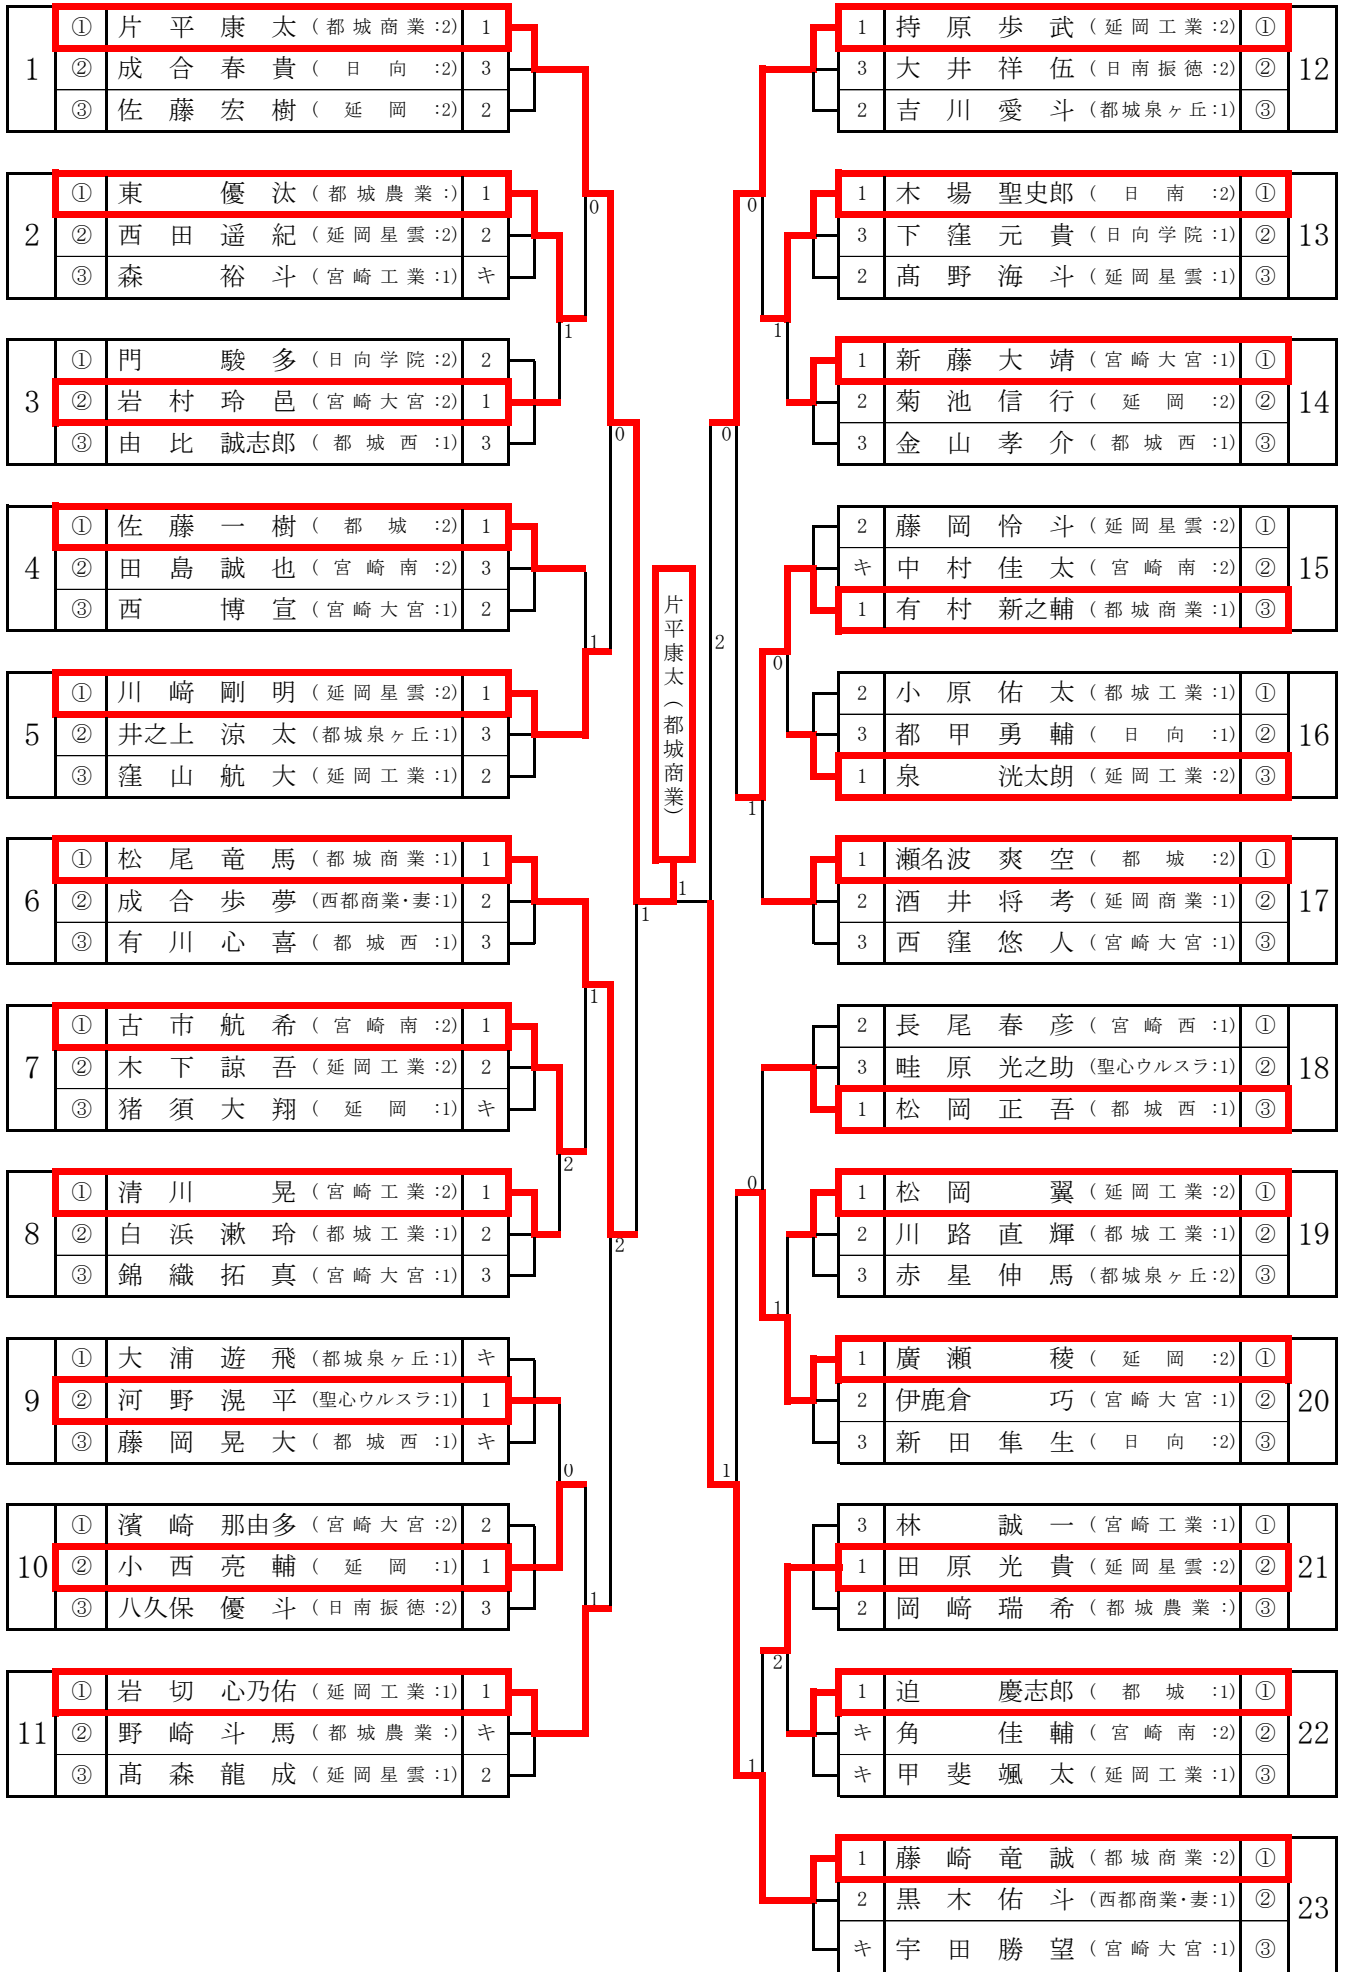 1
① 片平康太 (都城商業:2) 1
② 成合春貴 (日向:2) 3
③ 佐藤宏樹 (延岡:2) 2
2
① 東優汰 (都城農業:) 1
② 西田遥紀 (延岡星雲:2) 2
③ 森裕斗 (宮崎工業:1) キ
3
① 門駿多 (日向学院:2) 2
② 岩村玲邑 (宮崎大宮:2) 1
③ 由比誠志郎 (都城西:1) 3
4
① 佐藤一樹 (都城:2) 1
② 田島誠也 (宮崎南:2) 3
③ 西博宣 (宮崎大宮:1) 2
5
① 川﨑剛明 (延岡星雲:2) 1
② 井之上涼太 (都城泉ヶ丘:1) 3
③ 窪山航大 (延岡工業:1) 2
6
① 松尾竜馬 (都城商業:1) 1
② 成合歩夢 (西都商業・妻:1) 2
③ 有川心喜 (都城西:1) 3
7
① 古市航希 (宮崎南:2) 1
② 木下諒吾 (延岡工業:2) 2
③ 猪須大翔 (延岡:1) キ
8
① 清川晃 (宮崎工業:2) 1
② 白浜漱玲 (都城工業:1) 2
③ 錦織拓真 (宮崎大宮:1) 3
9
① 大浦遊飛 (都城泉ヶ丘:1) キ
② 河野滉平 (聖心ウルスラ:1) 1
③ 藤岡晃大 (都城西:1) キ
10
① 濱崎那由多 (宮崎大宮:2) 2
② 小西亮輔 (延岡:1) 1
③ 八久保優斗 (日南振徳:2) 3
11
① 岩切心乃佑 (延岡工業:1) 1
② 野崎斗馬 (都城農業:) キ
③ 髙森龍成 (延岡星雲:1) 2
0
1
0
1
1
1
2
2
0
1
片平康太(都城商業)
1
2
0
1
0
0
1
0
1
1
2
1
1 持原歩武 (延岡工業:2) ①
3 大井祥伍 (日南振徳:2) ②
2 吉川愛斗 (都城泉ヶ丘:1) ③
12
1 木場聖史郎 (日南:2) ①
3 下窪元貴 (日向学院:1) ②
2 髙野海斗 (延岡星雲:1) ③
13
1 新藤大靖 (宮崎大宮:1) ①
2 菊池信行 (延岡:2) ②
3 金山孝介 (都城西:1) ③
14
2 藤岡怜斗 (延岡星雲:2) ①
キ 中村佳太 (宮崎南:2) ②
1 有村新之輔 (都城商業:1) ③
15
2 小原佑太 (都城工業:1) ①
3 都甲勇輔 (日向:1) ②
1 泉洸太朗 (延岡工業:2) ③
16
1 瀬名波爽空 (都城:2) ①
2 酒井将考 (延岡商業:1) ②
3 西窪悠人 (宮崎大宮:1) ③
17
2 長尾春彦 (宮崎西:1) ①
3 畦原光之助 (聖心ウルスラ:1) ②
1 松岡正吾 (都城西:1) ③
18
1 松岡翼 (延岡工業:2) ①
2 川路直輝 (都城工業:1) ②
3 赤星伸馬 (都城泉ヶ丘:2) ③
19
1 廣瀬稜 (延岡:2) ①
2 伊鹿倉巧 (宮崎大宮:1) ②
3 新田隼生 (日向:2) ③
20
3 林誠一 (宮崎工業:1) ①
1 田原光貴 (延岡星雲:2) ②
2 岡﨑瑞希 (都城農業:) ③
21
1 迫慶志郎 (都城:1) ①
キ 角佳輔 (宮崎南:2) ②
キ 甲斐颯太 (延岡工業:1) ③
22
1 藤崎竜誠 (都城商業:2) ①
2 黒木佑斗 (西都商業・妻:1) ②
キ 宇田勝望 (宮崎大宮:1) ③
23